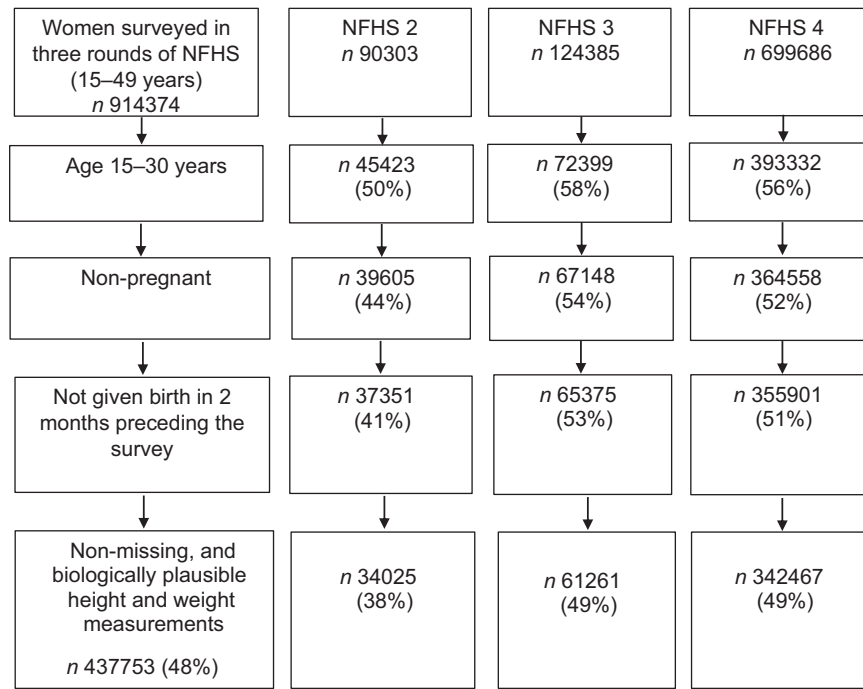 Women surveyed in
three rounds of NFHS
(15–49 years)
n 914374
NFHS 2
n 90303
NFHS 3
n 124385
NFHS 4
n 699686
Age 15–30 years
n 45423
(50%)
n 72399
(58%)
n 393332
(56%)
Non-pregnant
n 39605
(44%)
n 67148
(54%)
n 364558
(52%)
Not given birth in 2
months preceding the
survey
n 37351
(41%)
n 65375
(53%)
n 355901
(51%)
Non-missing, and
biologically plausible
height and weight
measurements
n 437753 (48%)
n 34025
(38%)
n 61261
(49%)
n 342467
(49%)